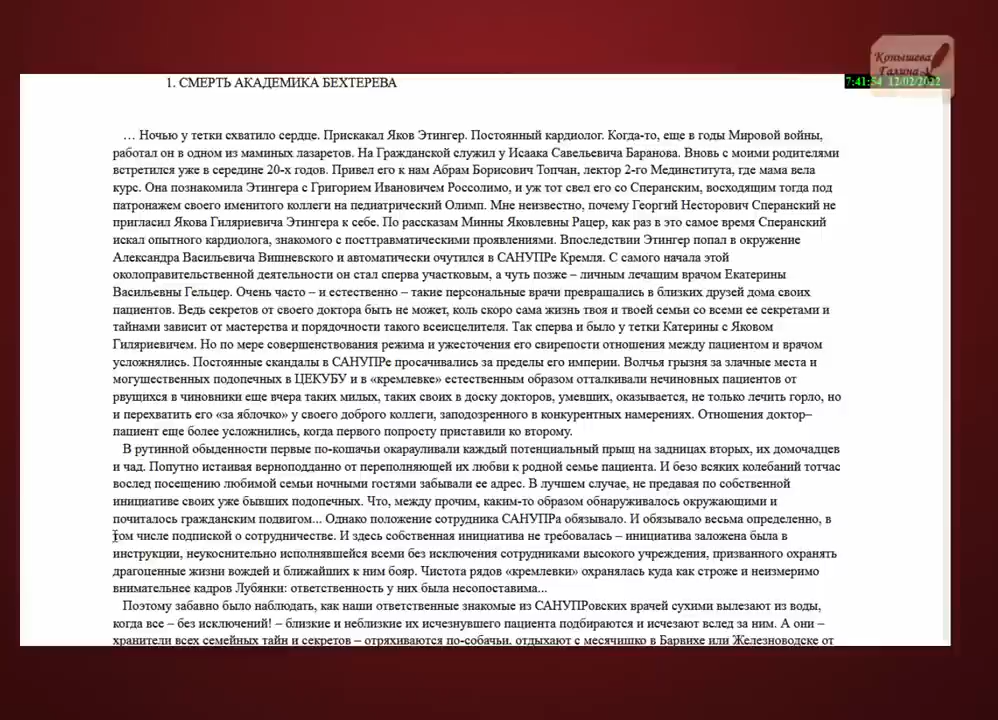 Конышева
Галина
7:41:54 12/02/2022
1. СМЕРТЬ АКАДЕМИКА БЕХТЕРЕВА
… Ночью у тетки схватило сердце. Прискакал Яков Этингер. Постоянный кардиолог. Когда-то, еще в годы Мировой войны,
работал он в одном из маминых лазаретов. На Гражданской служил у Исаака Савельевича Баранова. Вновь с моими родителями
встретился уже в середине 20-х годов. Привел его к нам Абрам Борисович Топчан, лектор 2-го Мединститута, где мама вела
курс. Она познакомила Этингера с Григорием Ивановичем Россолимо, и уж тот свел его со Сперанским, восходящим тогда под
патронажем своего именитого коллеги на педиатрический Олимп. Мне неизвестно, почему Георгий Несторович Сперанский не
пригласил Якова Гиляриевича Этингера к себе. По рассказам Минны Яковлевны Рацер, как раз в это самое время Сперанский
искал опытного кардиолога, знакомого с посттравматическими проявлениями. Впоследствии Этингер попал в окружение
Александра Васильевича Вишневского и автоматически очутился в САНУПРе Кремля. С самого начала этой
околоправительственной деятельности он стал сперва участковым, а чуть позже – личным лечащим врачом Екатерины
Васильевны Гельцер. Очень часто – и естественно – такие персональные врачи превращались в близких друзей дома своих
пациентов. Ведь секретов от своего доктора быть не может, коль скоро сама жизнь твоя и твоей семьи со всеми ее секретами и
тайнами зависит от мастерства и порядочности такого всеисцелителя. Так сперва и было у тетки Катерины с Яковом
Гиляриевичем. Но по мере совершенствования режима и ужесточения его свирепости отношения между пациентом и врачом
усложнялись. Постоянные скандалы в САНУПРе просачивались за пределы его империи. Волчья грызня за злачные места и
могущественных подопечных в ЦЕКУБУ и в «кремлевке» естественным образом отталкивали нечиновных пациентов от
рвущихся в чиновники еще вчера таких милых, таких своих в доску докторов, умевших, оказывается, не только лечить горло, но
и перехватить его «за яблочко» у своего доброго коллеги, заподозренного в конкурентных намерениях. Отношения доктор–
пациент еще более усложнились, когда первого попросту приставили ко второму.
В рутинной обыденности первые по-кошачьи окарауливали каждый потенциальный прыщ на задницах вторых, их домочадцев
и чад. Попутно истаивая верноподданно от переполняющей их любви к родной семье пациента. И безо всяких колебаний тотчас
вослед посещению любимой семьи ночными гостями забывали ее адрес. В лучшем случае, не предавая по собственной
инициативе своих уже бывших подопечных. Что, между прочим, каким-то образом обнаруживалось окружающими и
почиталось гражданским подвигом... Однако положение сотрудника САНУПРа обязывало. И обязывало весьма определенно, в
том числе подпиской о сотрудничестве. И здесь собственная инициатива не требовалась – инициатива заложена была в
инструкции, неукоснительно исполнявшейся всеми без исключения сотрудниками высокого учреждения, призванного охранять
драгоценные жизни вождей и ближайших к ним бояр. Чистота рядов «кремлевки» охранялась куда как строже и неизмеримо
внимательнее кадров Лубянки: ответственность у них была несопоставима...
Поэтому забавно было наблюдать, как наши ответственные знакомые из САНУПРовских врачей сухими вылезают из воды,
когда все – без исключений! – близкие и неблизкие их исчезнувшего пациента подбираются и исчезают вслед за ним. А они –
хранители всех семейных тайн и секретов – отряхиваются по-собачьи, отдыхают с месячишко в Барвихе или Железноводске от